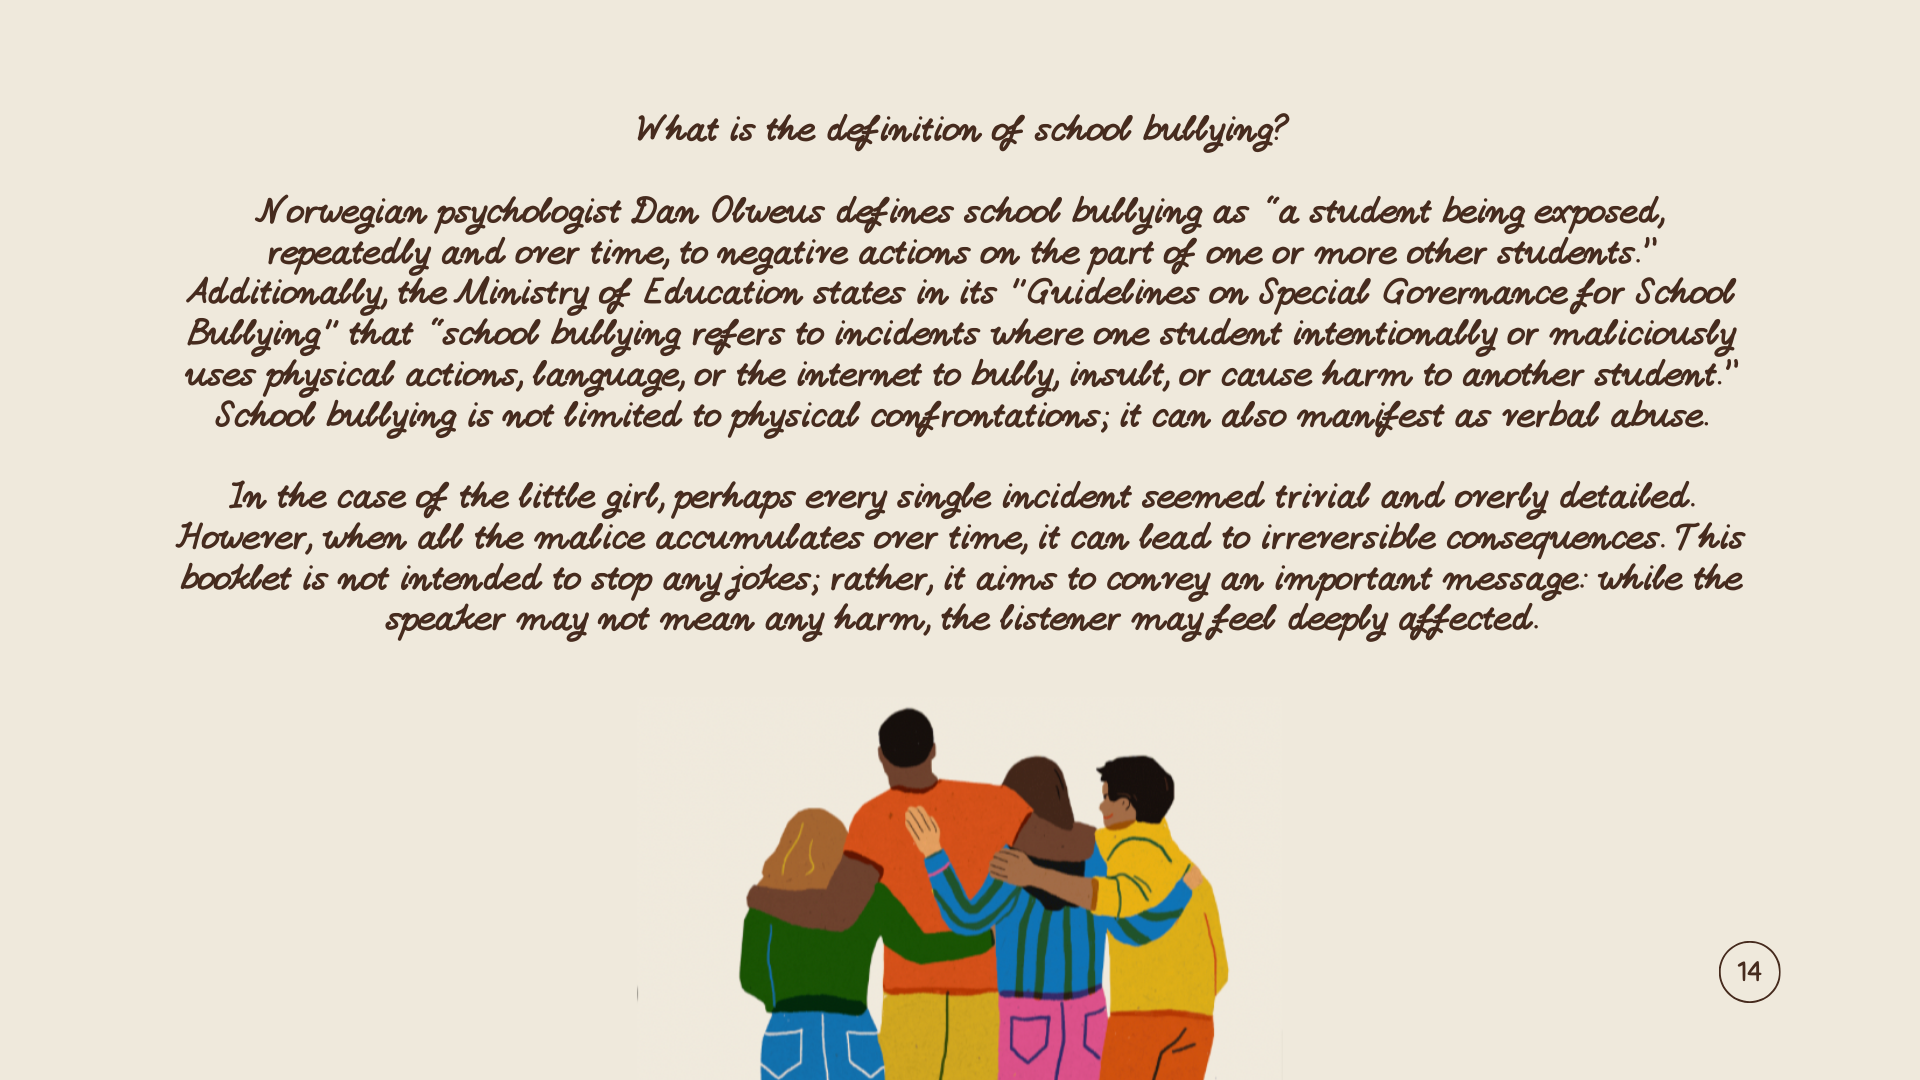 What is the definition of school bullying?
Norwegian psychologist Dan Olweus defines school bullying as "a student being exposed,
repeatedly and over time, to negative actions on the part of one or more other students."
Additionally, the Ministry of Education states in its "Guidelines on Special Governance for School
Bullying" that "school bullying refers to incidents where one student intentionally or maliciously
uses physical actions, language, or the internet to bully, insult, or cause harm to another student."
School bullying is not limited to physical confrontations; it can also manifest as verbal abuse.
In the case of the little girl, perhaps every single incident seemed trivial and overly detailed.
However, when all the malice accumulates over time, it can lead to irreversible consequences. This
booklet is not intended to stop any jokes; rather, it aims to convey an important message: while the
speaker may not mean any harm, the listener may feel deeply affected.
14